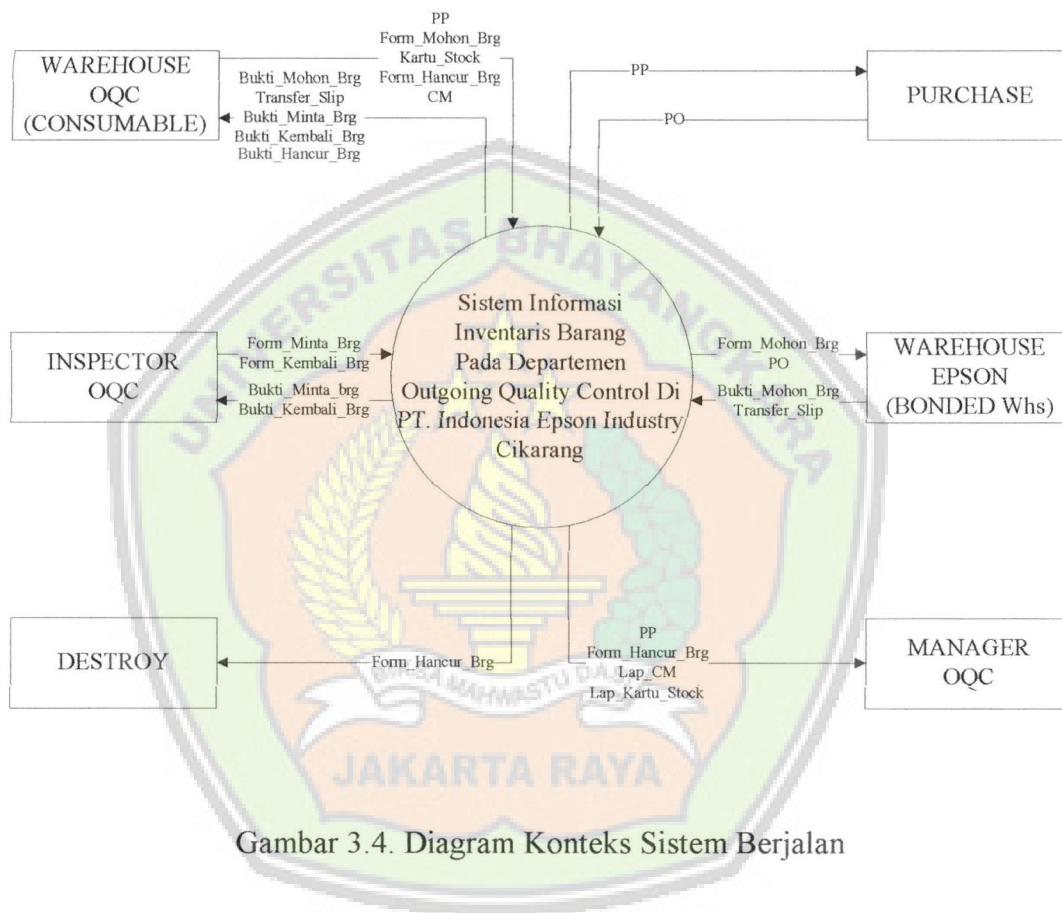 WAREHOUSE
OQC
(CONSUMABLE)
PP
Form_Mohon_Brg
Kartu_Stock
Form_Hancur_Brg
CM
Bukti_Mohon_Brg
Transfer_Slip
Bukti_Minta_Brg
Bukti_Kembali_Brg
Bukti_Hancur_Brg
PP
PO
PURCHASE
UNIVERSITAS BHAYANGKARA
INSPECTOR
OQC
Form_Minta_Brg
Form_Kembali_Brg
Bukti_Minta_brg
Bukti_Kembali_Brg
Sistem Informasi
Inventaris Barang
Pada Departemen
Outgoing Quality Control Di
PT. Indonesia Epson Industry
Cikarang
Form_Mohon_Brg
PO
Bukti_Mohon_Brg
Transfer_Slip
WAREHOUSE
EPSON
(BONDED Whs)
DESTROY
Form_Hancur_Brg
PP
Form_Hancur_Brg
Lap_CM
Lap_Kartu_Stock
MANAGER
OQC
MAHWASTU
JAKARTA RAYA
Gambar 3.4. Diagram Konteks Sistem Berjalan